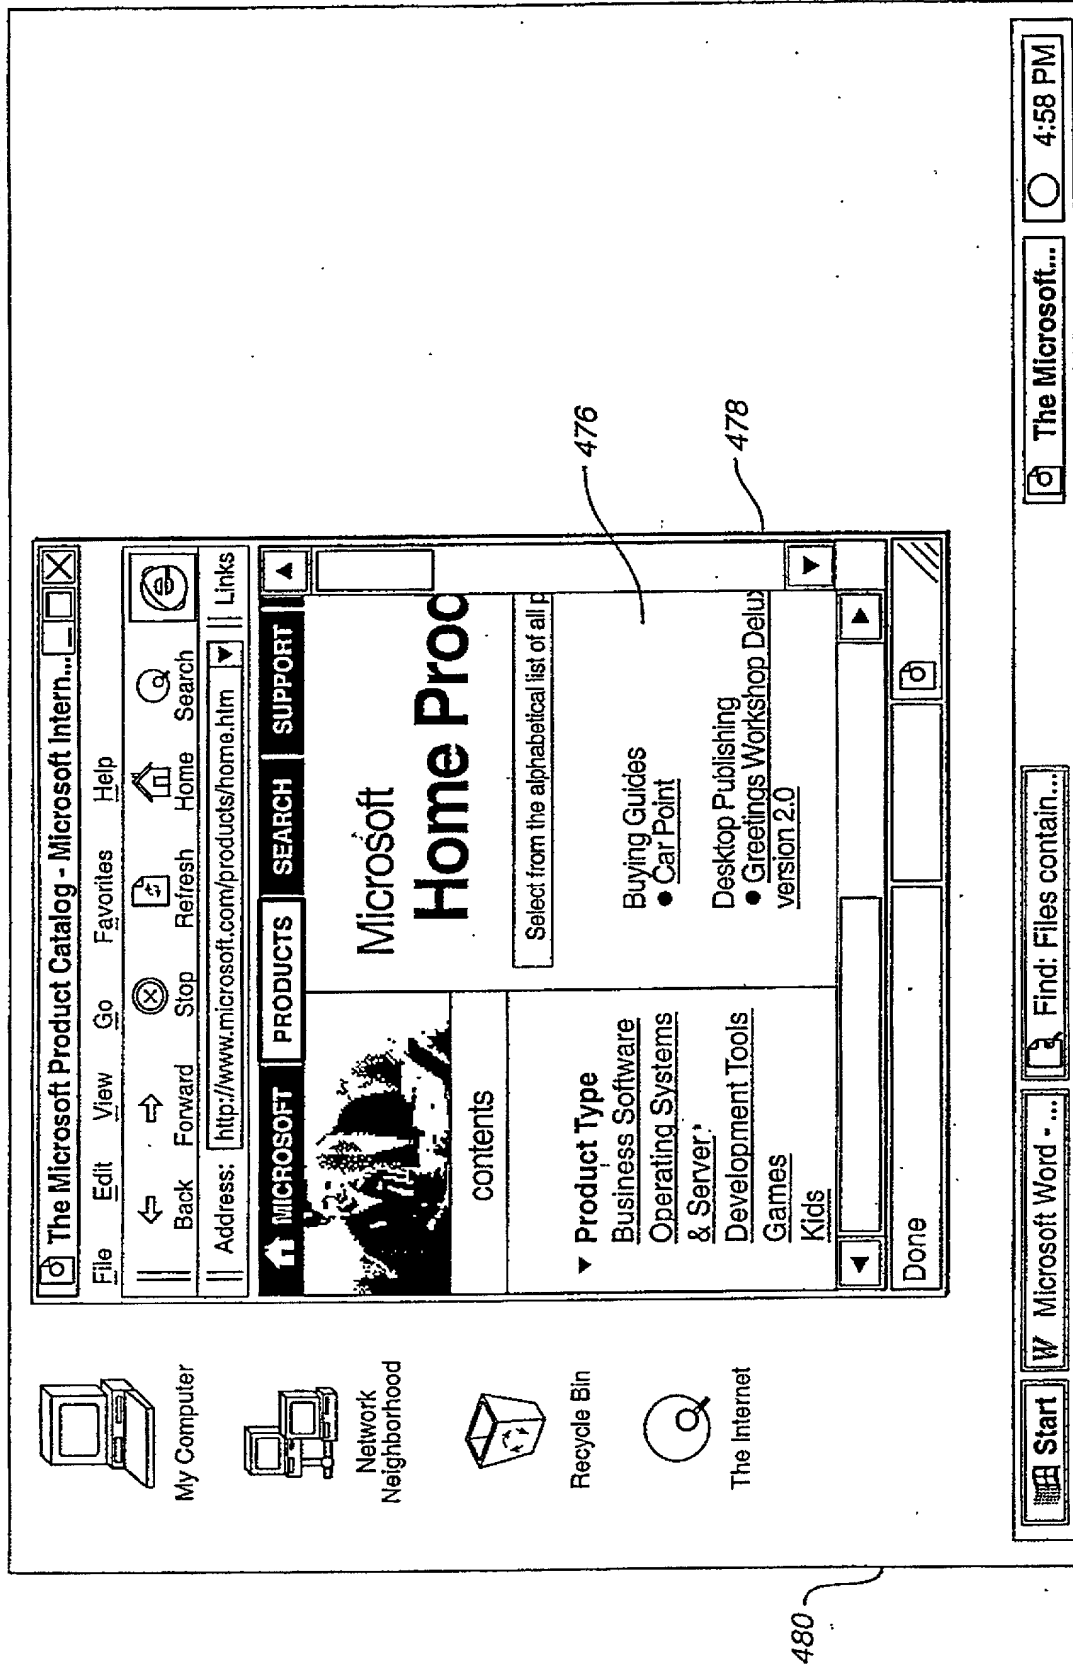 The Microsoft Product Catalog - Microsoft Intern...
File Edit View Go Favorites Help
Back Forward Stop Refresh Home Search
Address: http://www.microsoft.com/products/home.htm Links
MICROSOFT PRODUCTS SEARCH SUPPORT
Microsoft
Home Prod
Select from the alphabetical list of all p
contents
▼ Product Type
Business Software
Operating Systems
& Server
Development Tools
Games
Kids
Buying Guides
● Car Point
Desktop Publishing
● Greetings Workshop Delux
version 2.0
Done
My Computer
Network
Neighborhood
Recycle Bin
The Internet
476
478
480
Start
W Microsoft Word - ...
Find: Files contain...
The Microsoft...
4:58 PM